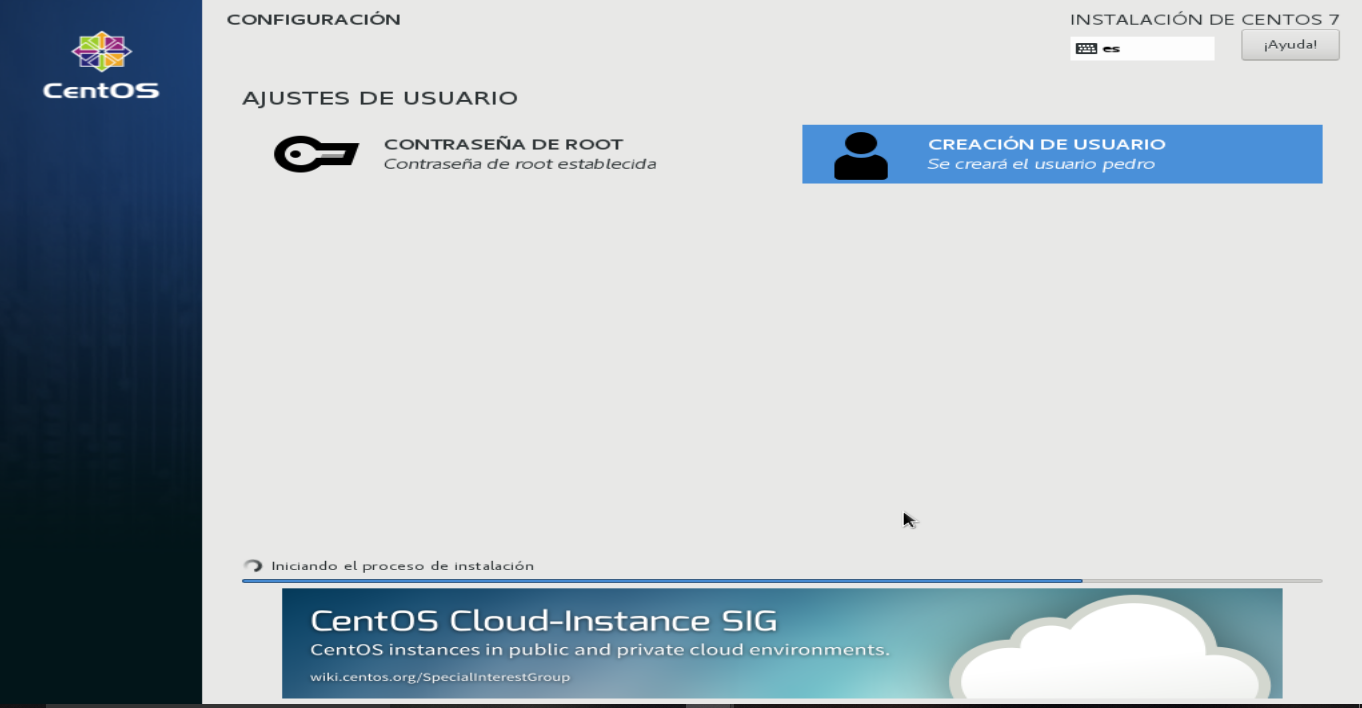 CONFIGURACIÓN
INSTALACIÓN DE CENTOS 7
es
¡Ayuda!
CentOS
AJUSTES DE USUARIO
CONTRASEÑA DE ROOT
Contraseña de root establecida
CREACIÓN DE USUARIO
Se creará el usuario pedro
Iniciando el proceso de instalación
CentOS Cloud-Instance SIG
CentOS instances in public and private cloud environments.
wiki.centos.org/SpecialInterestGroup